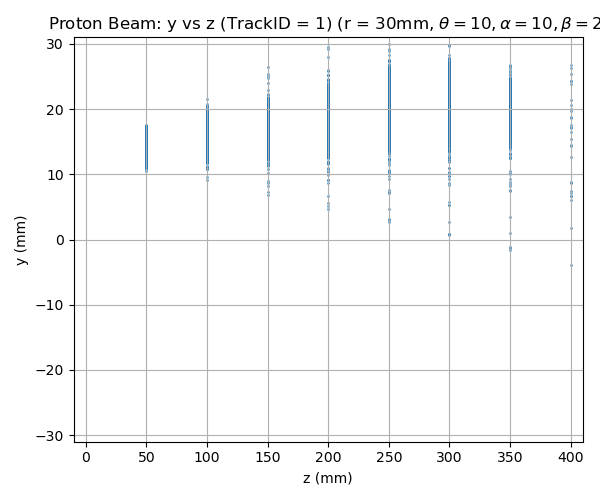 Proton Beam: y vs z (TrackID = 1) (r = 30mm, θ = 10, α = 10, β = 2
30
20
10
0
−10
−20
−30
y (mm)
0 50 100 150 200 250 300 350 400
z (mm)